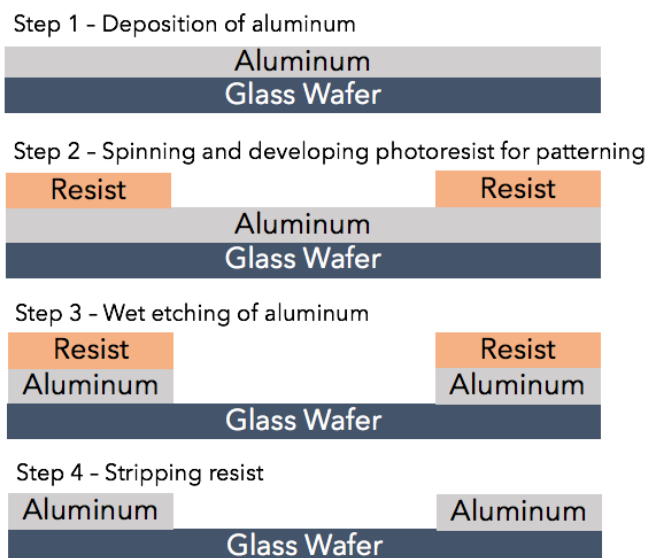 Step 1 – Deposition of aluminum
Aluminum
Glass Wafer
Step 2 – Spinning and developing photoresist for patterning
Resist Resist
Aluminum
Glass Wafer
Step 3 – Wet etching of aluminum
Resist Resist
Aluminum Aluminum
Glass Wafer
Step 4 – Stripping resist
Aluminum Aluminum
Glass Wafer